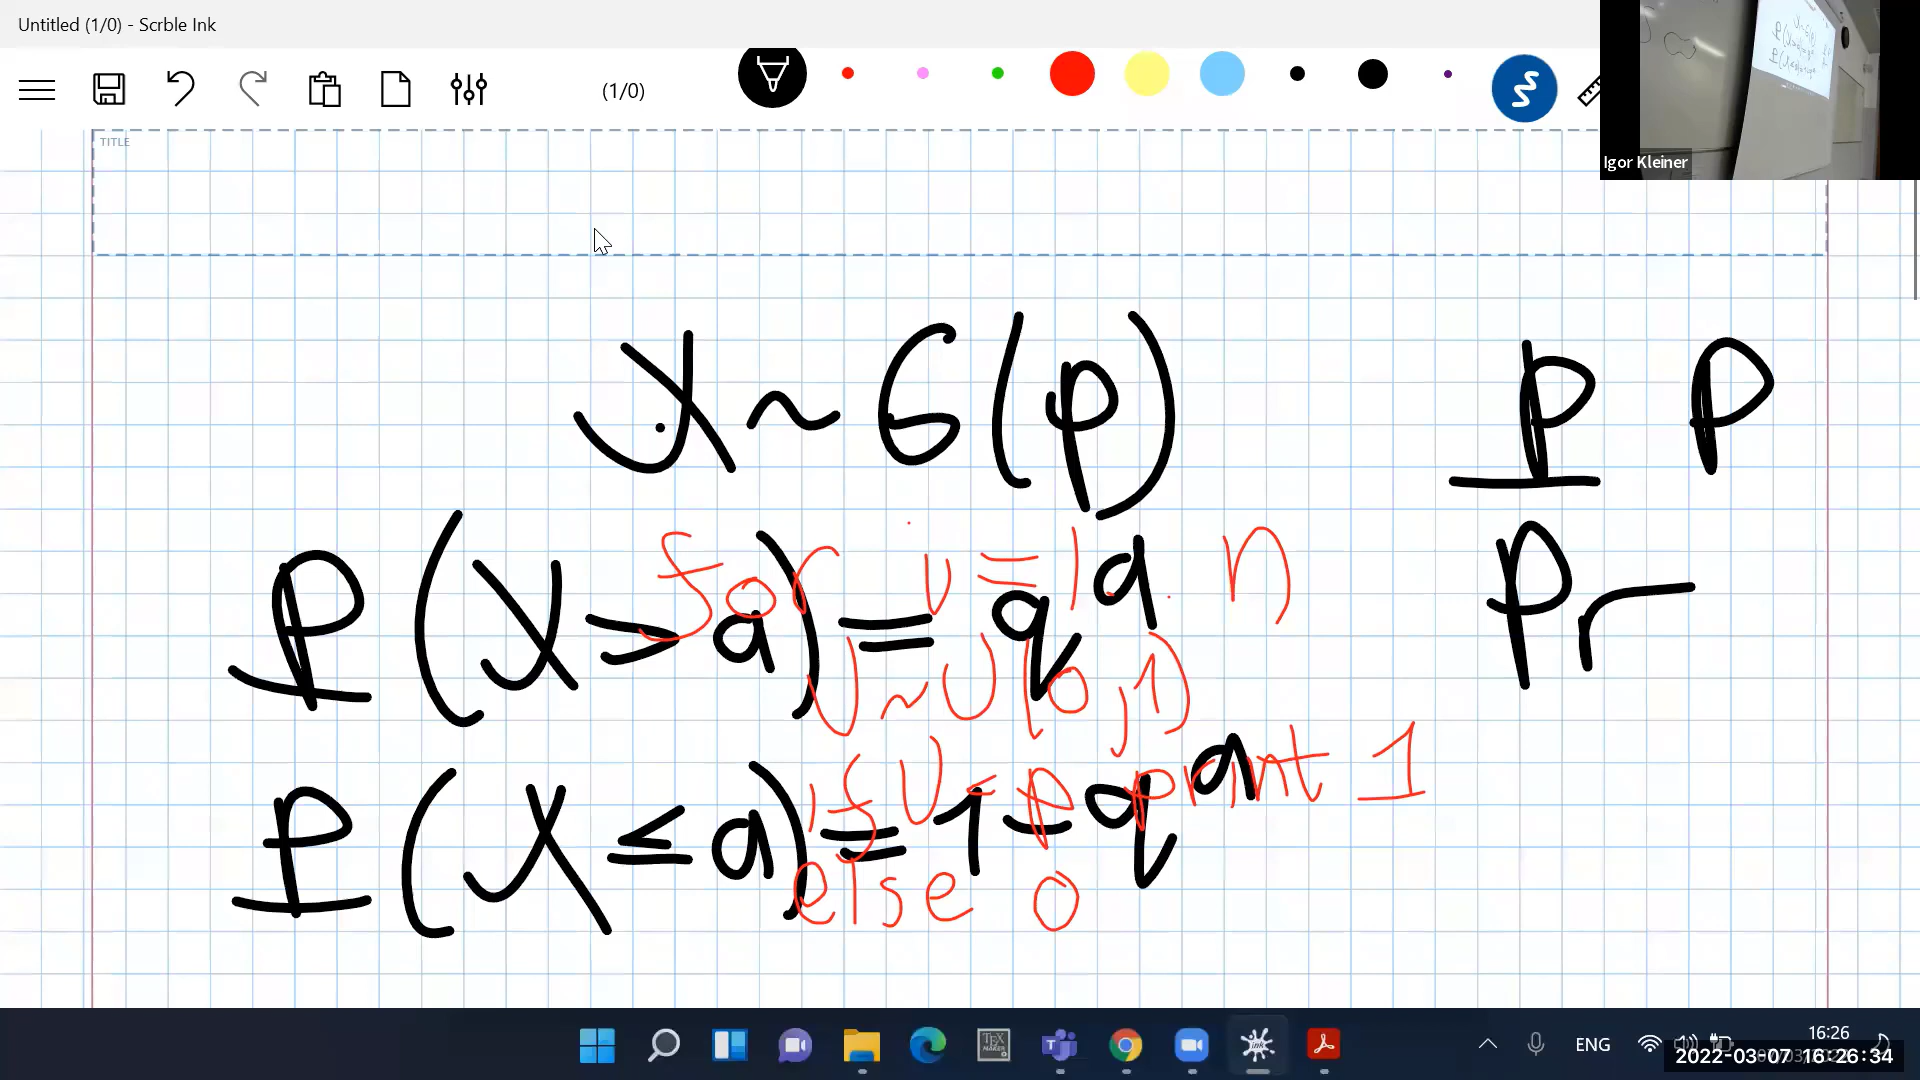 Untitled (1/0) - Scrble Ink
(1/0)
Igor Kleiner
TITLE
X ~ G(p)
P P
P(X > a) = q^a
Pr
for i = 1 .. n
U ~ U(0,1)
P(X ≤ a) = 1 - q^a
if U < p print 1
else 0
ENG
16:26
2022-03-07 16:26:34